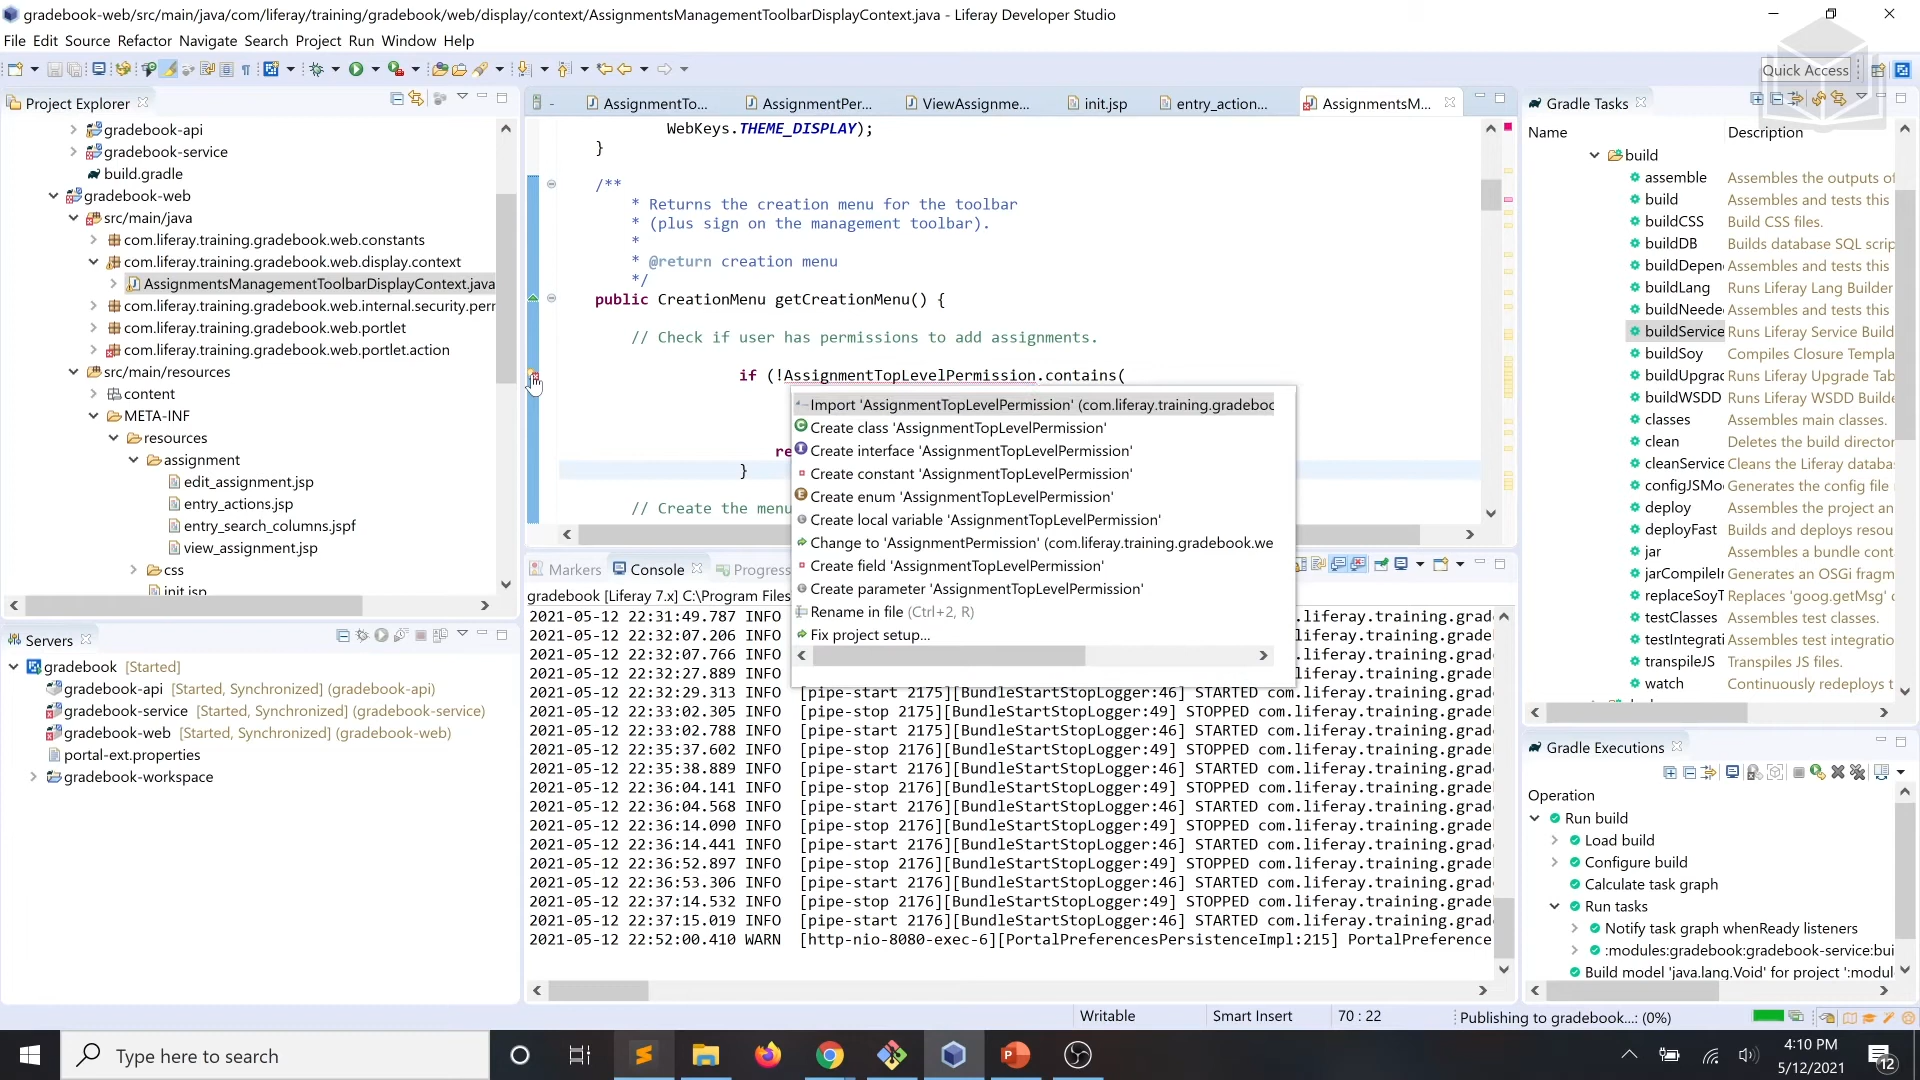 gradebook-web/src/main/java/com/liferay/training/gradebook/web/display/context/AssignmentsManagementToolbarDisplayContext.java - Liferay Developer Studio
File Edit Source Refactor Navigate Search Project Run Window Help
Quick Access
Project Explorer
gradebook-api
gradebook-service
build.gradle
gradebook-web
src/main/java
com.liferay.training.gradebook.web.constants
com.liferay.training.gradebook.web.display.context
AssignmentsManagementToolbarDisplayContext.java
com.liferay.training.gradebook.web.internal.security.perr
com.liferay.training.gradebook.web.portlet
com.liferay.training.gradebook.web.portlet.action
src/main/resources
content
META-INF
resources
assignment
edit_assignment.jsp
entry_actions.jsp
entry_search_columns.jspf
view_assignment.jsp
css
init.jsp
Servers
gradebook [Started]
gradebook-api [Started, Synchronized] (gradebook-api)
gradebook-service [Started, Synchronized] (gradebook-service)
gradebook-web [Started, Synchronized] (gradebook-web)
portal-ext.properties
gradebook-workspace
AssignmentTo... AssignmentPer... ViewAssignme... init.jsp entry_action... AssignmentsM...
WebKeys.THEME_DISPLAY);
}
/**
* Returns the creation menu for the toolbar
* (plus sign on the management toolbar).
*
* @return creation menu
*/
public CreationMenu getCreationMenu() {
// Check if user has permissions to add assignments.
if (!AssignmentTopLevelPermission.contains(
re
}
// Create the menu
Import 'AssignmentTopLevelPermission' (com.liferay.training.gradeboo
Create class 'AssignmentTopLevelPermission'
Create interface 'AssignmentTopLevelPermission'
Create constant 'AssignmentTopLevelPermission'
Create enum 'AssignmentTopLevelPermission'
Create local variable 'AssignmentTopLevelPermission'
Change to 'AssignmentPermission' (com.liferay.training.gradebook.we
Create field 'AssignmentTopLevelPermission'
Create parameter 'AssignmentTopLevelPermission'
Rename in file (Ctrl+2, R)
Fix project setup...
Markers Console Progress
gradebook [Liferay 7.x] C:\Program Files
2021-05-12 22:31:49.787 INFO .liferay.training.grade
2021-05-12 22:32:07.206 INFO .liferay.training.grade
2021-05-12 22:32:07.766 INFO .liferay.training.grade
2021-05-12 22:32:27.889 INFO .liferay.training.grade
2021-05-12 22:32:29.313 INFO [pipe-start 2175][BundleStartStopLogger:46] STARTED com.liferay.training.grade
2021-05-12 22:33:02.305 INFO [pipe-stop 2175][BundleStartStopLogger:49] STOPPED com.liferay.training.grade
2021-05-12 22:33:02.788 INFO [pipe-start 2175][BundleStartStopLogger:46] STARTED com.liferay.training.grade
2021-05-12 22:35:37.602 INFO [pipe-stop 2176][BundleStartStopLogger:49] STOPPED com.liferay.training.grade
2021-05-12 22:35:38.889 INFO [pipe-start 2176][BundleStartStopLogger:46] STARTED com.liferay.training.grade
2021-05-12 22:36:04.141 INFO [pipe-stop 2176][BundleStartStopLogger:49] STOPPED com.liferay.training.grade
2021-05-12 22:36:04.568 INFO [pipe-start 2176][BundleStartStopLogger:46] STARTED com.liferay.training.grade
2021-05-12 22:36:14.090 INFO [pipe-stop 2176][BundleStartStopLogger:49] STOPPED com.liferay.training.grade
2021-05-12 22:36:14.441 INFO [pipe-start 2176][BundleStartStopLogger:46] STARTED com.liferay.training.grade
2021-05-12 22:36:52.897 INFO [pipe-stop 2176][BundleStartStopLogger:49] STOPPED com.liferay.training.grade
2021-05-12 22:36:53.306 INFO [pipe-start 2176][BundleStartStopLogger:46] STARTED com.liferay.training.grade
2021-05-12 22:37:14.532 INFO [pipe-stop 2176][BundleStartStopLogger:49] STOPPED com.liferay.training.grade
2021-05-12 22:37:15.019 INFO [pipe-start 2176][BundleStartStopLogger:46] STARTED com.liferay.training.grade
2021-05-12 22:52:00.410 WARN [http-nio-8080-exec-6][PortalPreferencesPersistenceImpl:215] PortalPreference
Gradle Tasks
Name Description
build
assemble Assembles the outputs of
build Assembles and tests this
buildCSS Build CSS files.
buildDB Builds database SQL scrip
buildDepen Assembles and tests this
buildLang Runs Liferay Lang Builder
buildNeede Assembles and tests this
buildService Runs Liferay Service Build
buildSoy Compiles Closure Templa
buildUpgrac Runs Liferay Upgrade Tab
buildWSDD Runs Liferay WSDD Builde
classes Assembles main classes.
clean Deletes the build director
cleanService Cleans the Liferay databas
configJSMo Generates the config file
deploy Assembles the project an
deployFast Builds and deploys resou
jar Assembles a bundle cont
jarCompileIr Generates an OSGi fragm
replaceSoyT Replaces 'goog.getMsg' c
testClasses Assembles test classes.
testIntegrati Assembles test integratio
transpileJS Transpiles JS files.
watch Continuously redeploys t
Gradle Executions
Operation
Run build
Load build
Configure build
Calculate task graph
Run tasks
Notify task graph whenReady listeners
:modules:gradebook:gradebook-service:bui
Build model 'java.lang.Void' for project ':modul
Writable Smart Insert 70 : 22 Publishing to gradebook...: (0%)
Type here to search
4:10 PM
5/12/2021
12